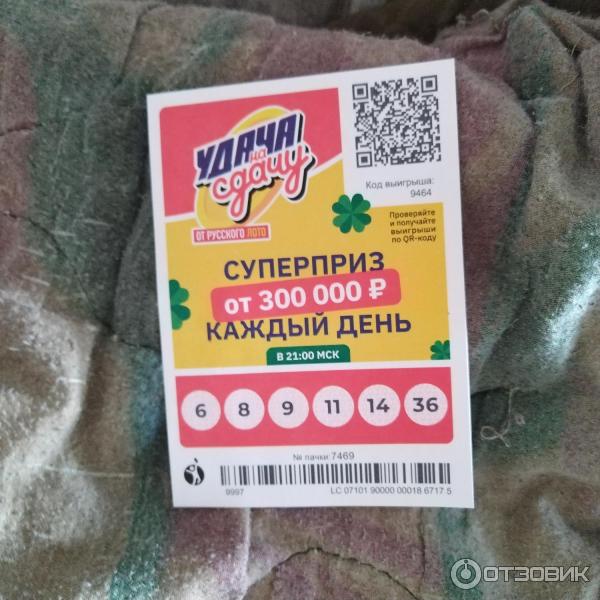 УДАЧА
на
сдачу
ОТ РУССКОГО ЛОТО
Код выигрыша:
9464
Проверяйте
и получайте
выигрыши
по QR-коду
СУПЕРПРИЗ
от 300 000 ₽
КАЖДЫЙ ДЕНЬ
В 21:00 МСК
6 8 9 11 14 36
№ пачки:7469
9997
LC 07101 90000 00018 6717 5
ОТЗОВИК